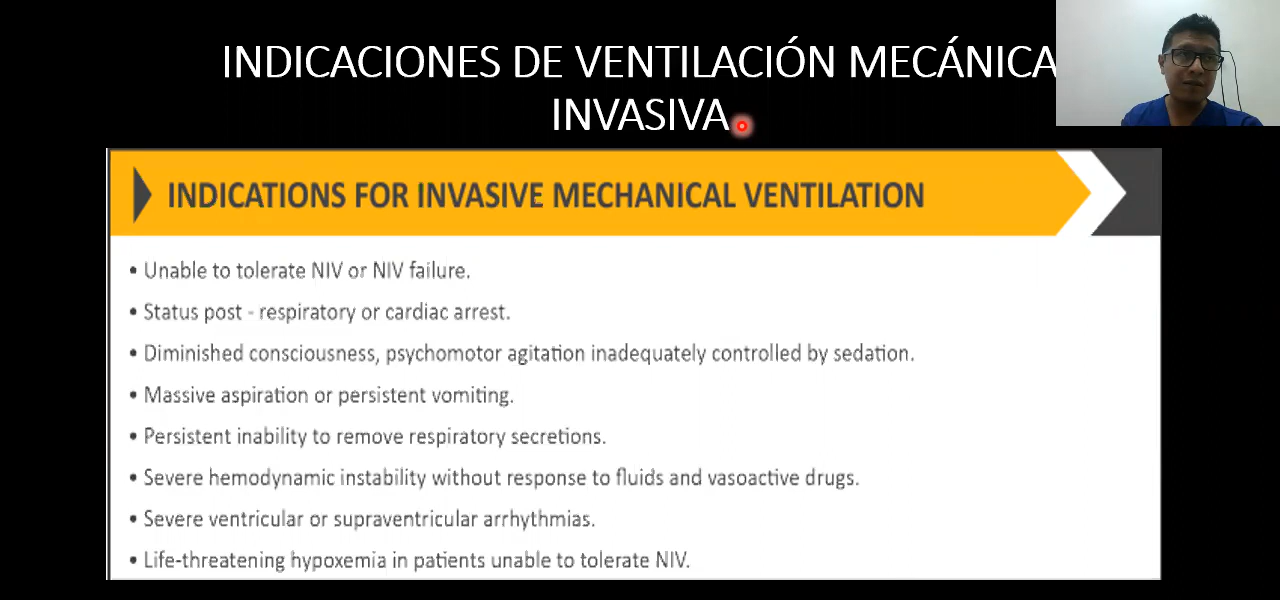 INDICACIONES DE VENTILACIÓN MECÁNICA
INVASIVA
INDICATIONS FOR INVASIVE MECHANICAL VENTILATION
• Unable to tolerate NIV or NIV failure.
• Status post - respiratory or cardiac arrest.
• Diminished consciousness, psychomotor agitation inadequately controlled by sedation.
• Massive aspiration or persistent vomiting.
• Persistent inability to remove respiratory secretions.
• Severe hemodynamic instability without response to fluids and vasoactive drugs.
• Severe ventricular or supraventricular arrhythmias.
• Life-threatening hypoxemia in patients unable to tolerate NIV.